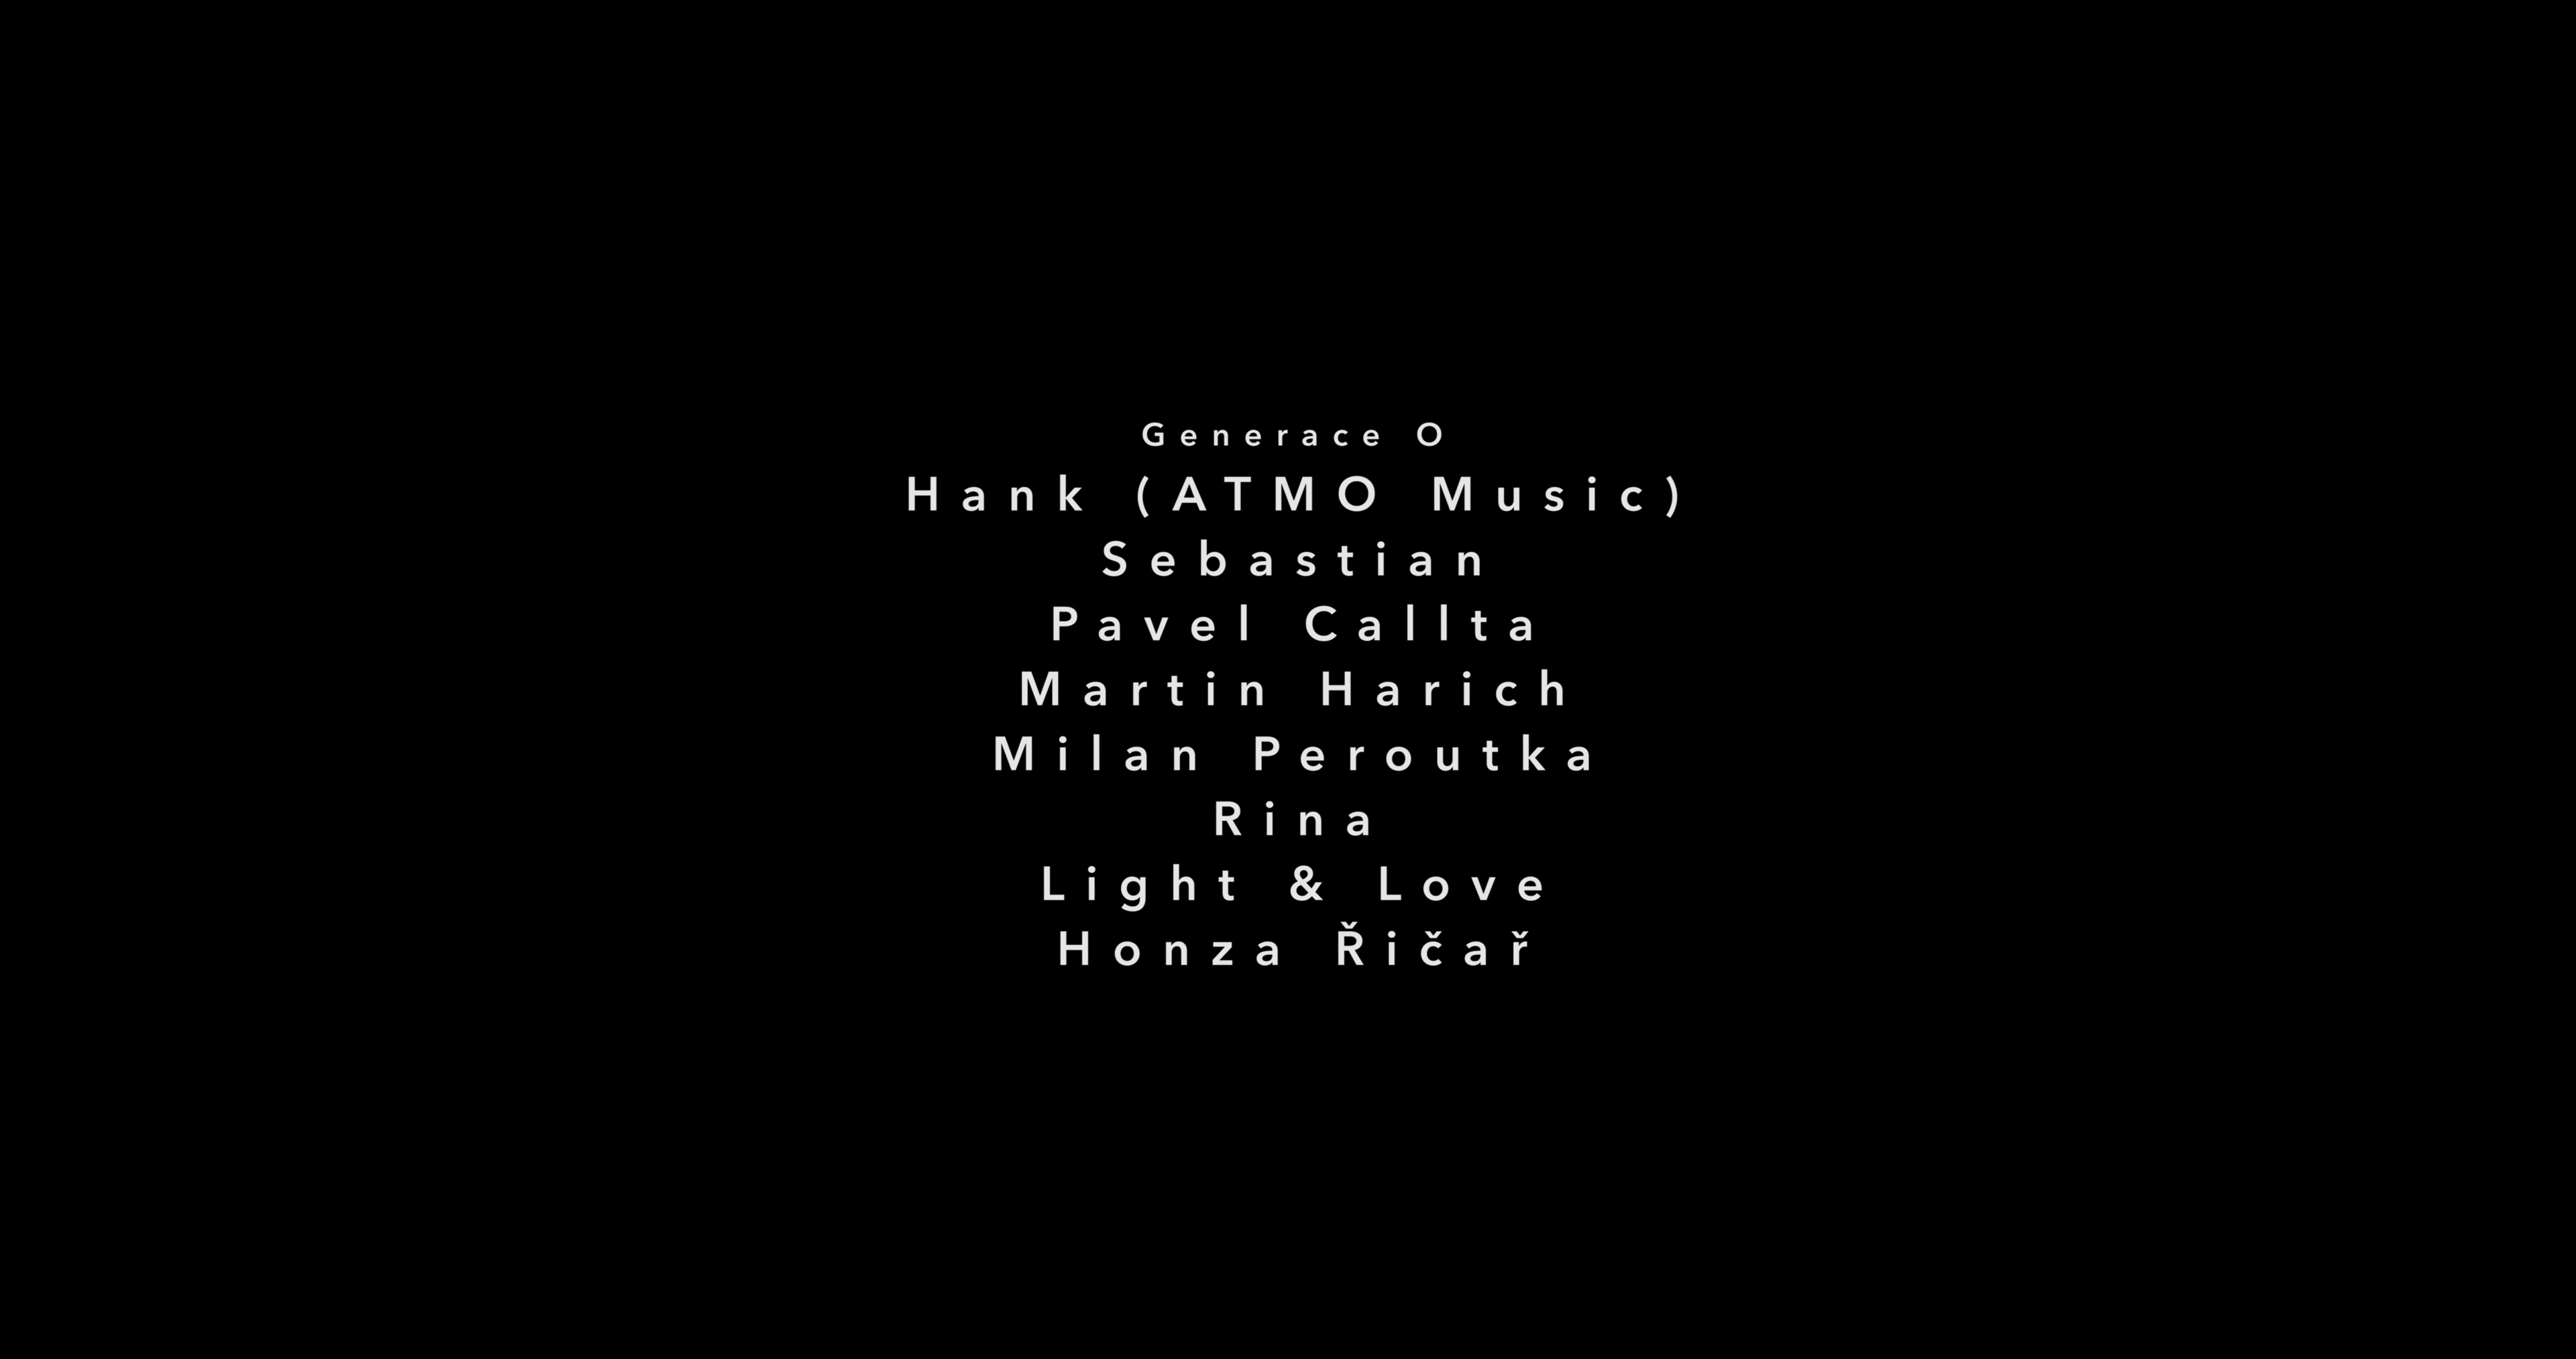 Generace O
Hank (ATMO Music)
Sebastian
Pavel Callta
Martin Harich
Milan Peroutka
Rina
Light & Love
Honza Řičař